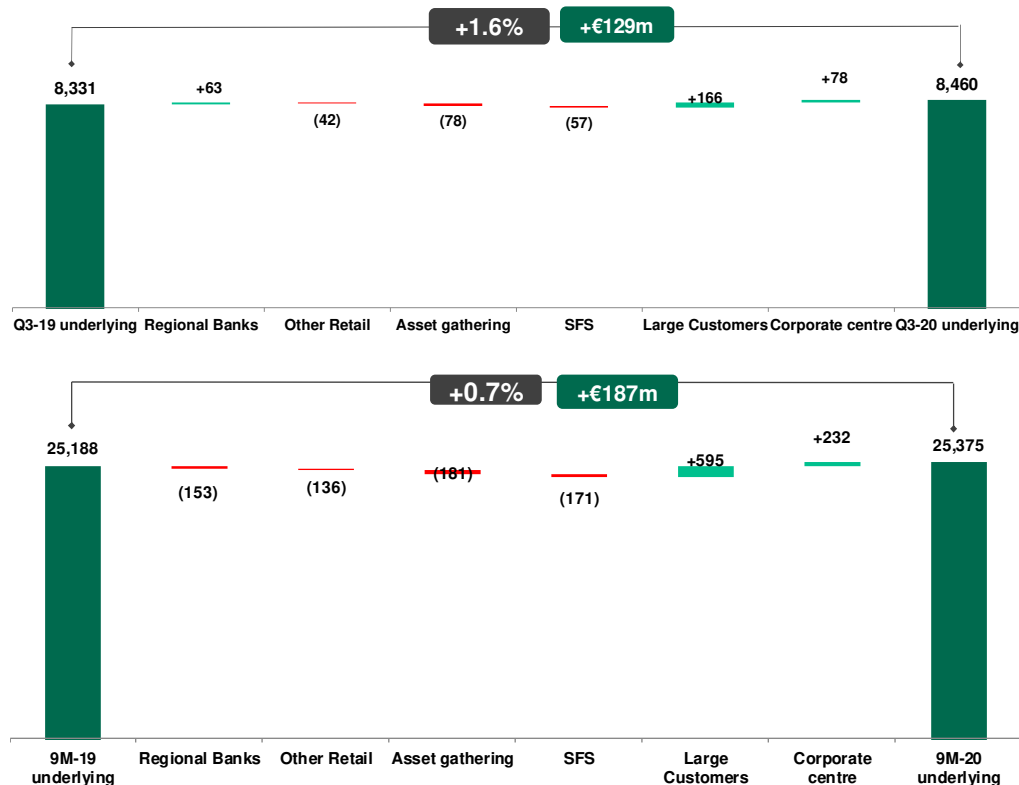 +1.6% +€129m
8,331 +63 (42) (78) (57) +166 +78 8,460
Q3-19 underlying Regional Banks Other Retail Asset gathering SFS Large Customers Corporate centre Q3-20 underlying
+0.7% +€187m
25,188 (153) (136) (181) (171) +595 +232 25,375
9M-19 underlying Regional Banks Other Retail Asset gathering SFS Large Customers Corporate centre 9M-20 underlying